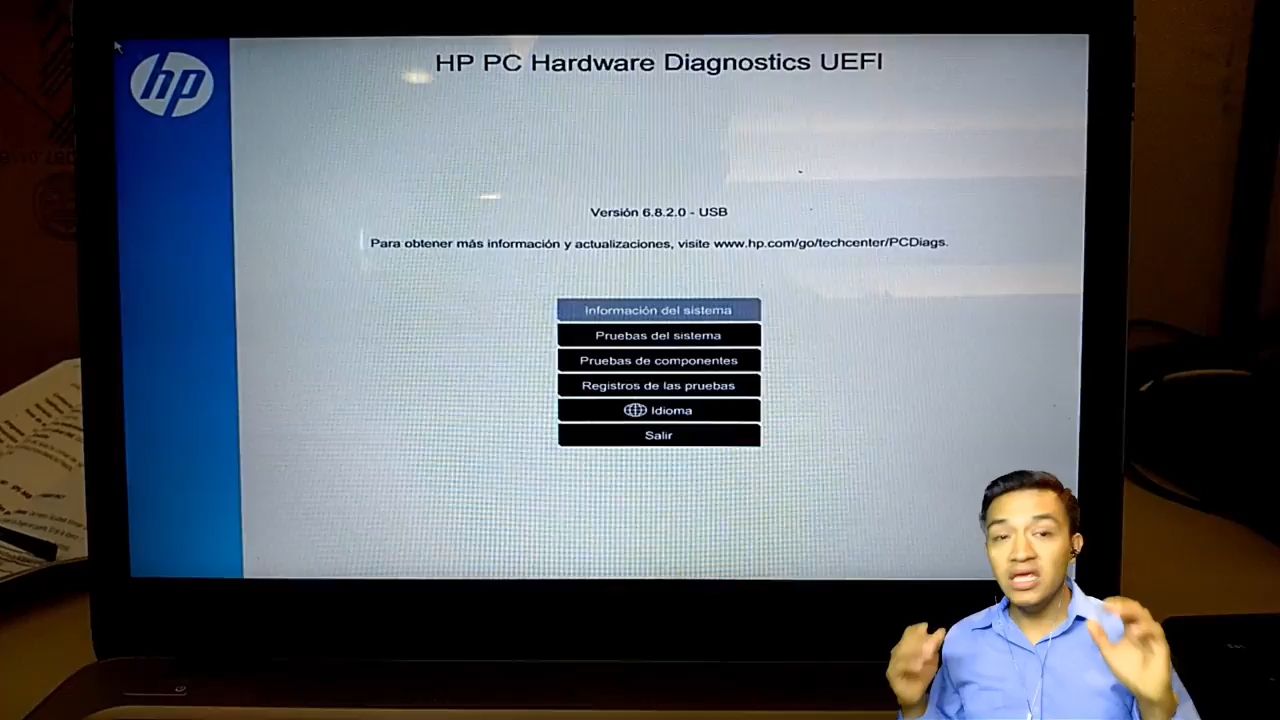 hp
HP PC Hardware Diagnostics UEFI
Versión 6.8.2.0 - USB
Para obtener más información y actualizaciones, visite www.hp.com/go/techcenter/PCDiags.
Información del sistema
Pruebas del sistema
Pruebas de componentes
Registros de las pruebas
Idioma
Salir